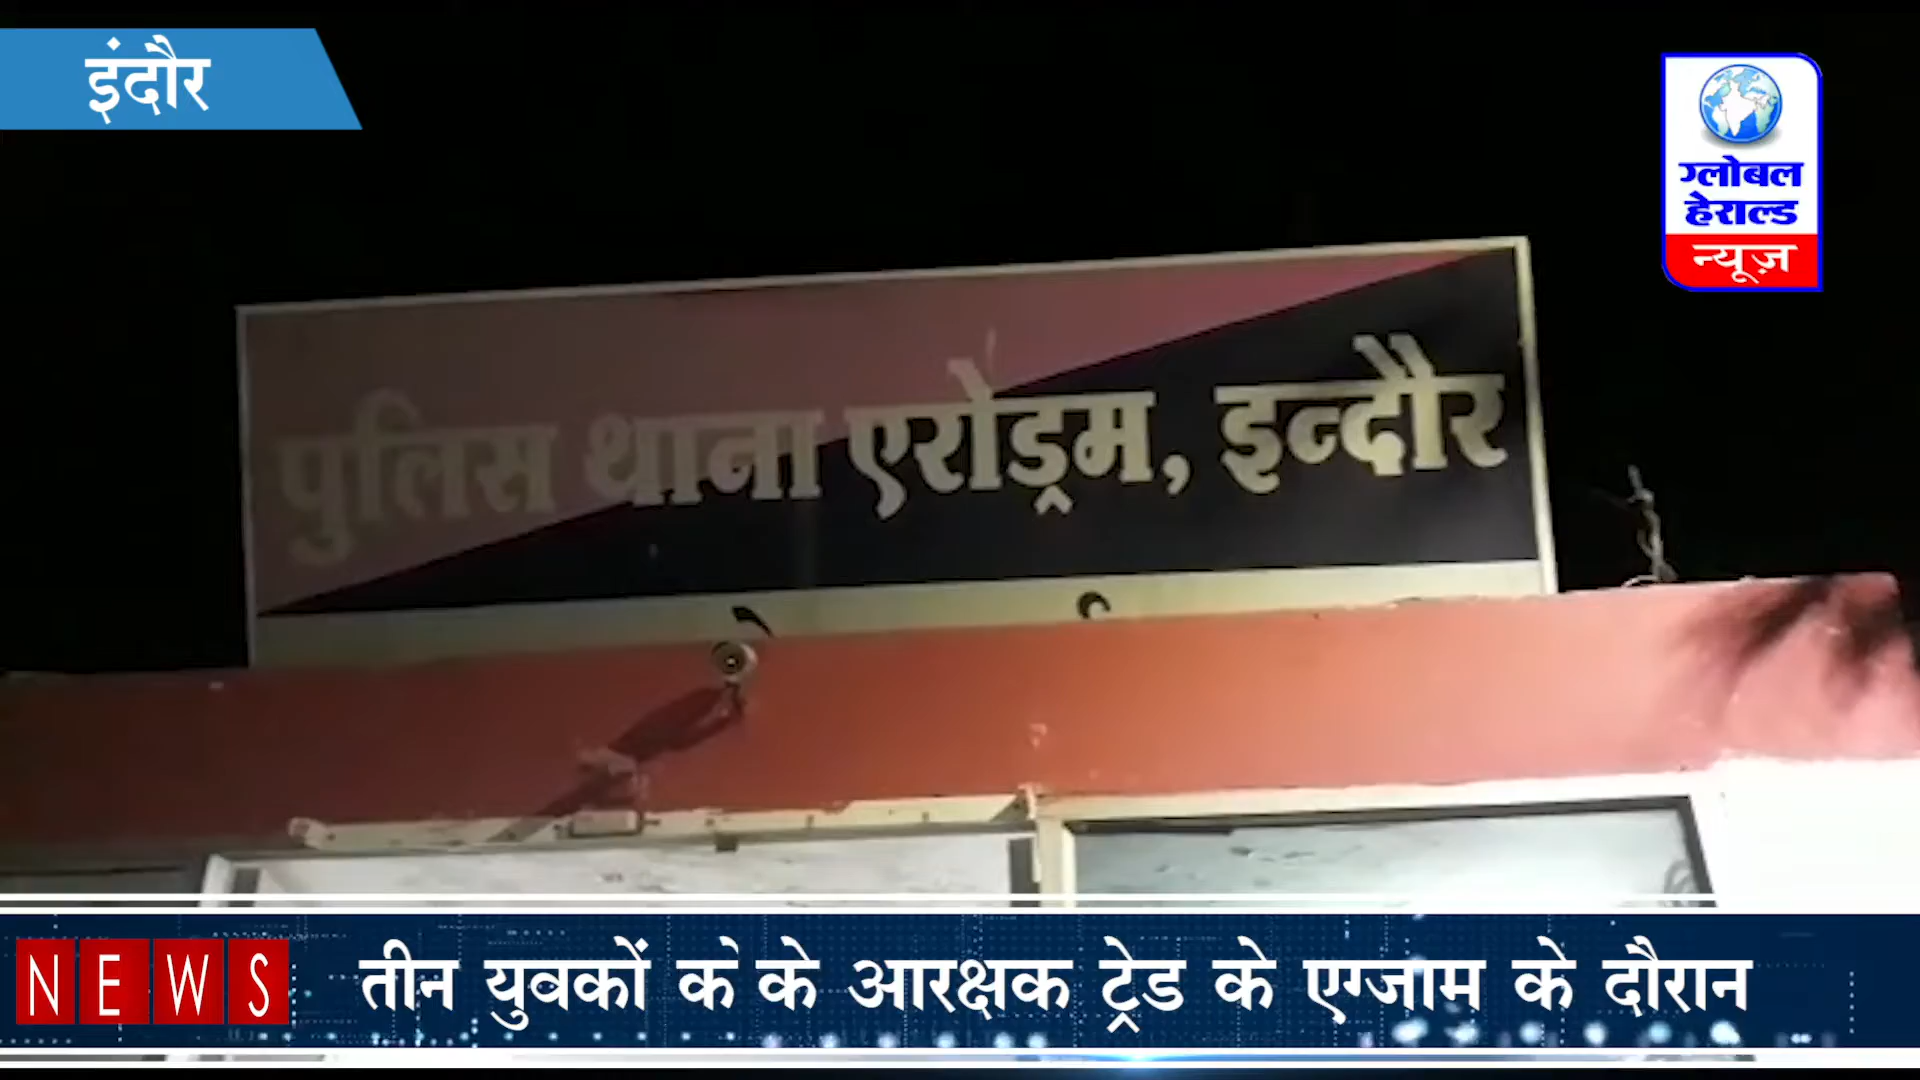 इंदौर
ग्लोबल
हेराल्ड
न्यूज़
पुलिस थाना एरोड्रम, इन्दौर
NEWS
तीन युवकों के के आरक्षक ट्रेड के एग्जाम के दौरान